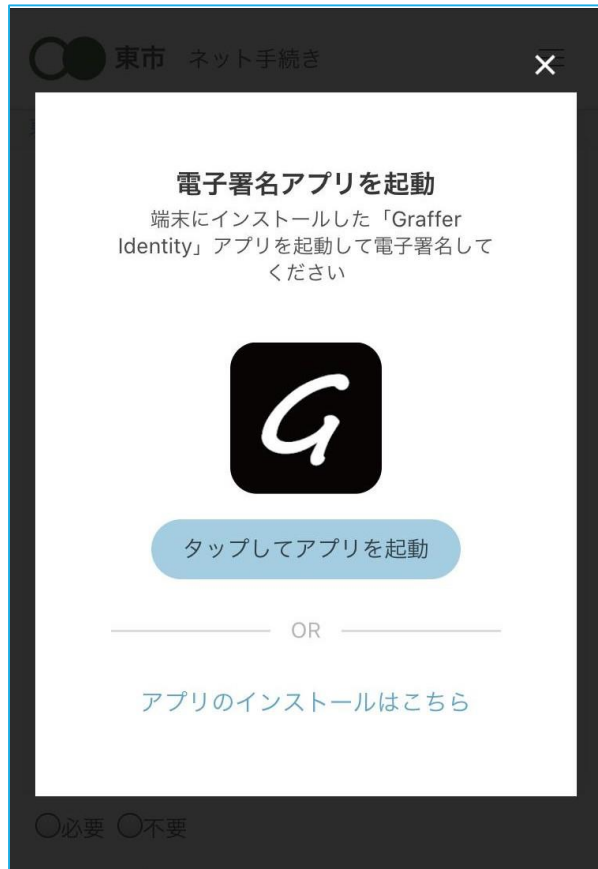 東市 ネット手続き
電子署名アプリを起動
端末にインストールした「Graffer
Identity」アプリを起動して電子署名して
ください
G
タップしてアプリを起動
OR
アプリのインストールはこちら
〇必要 〇不要